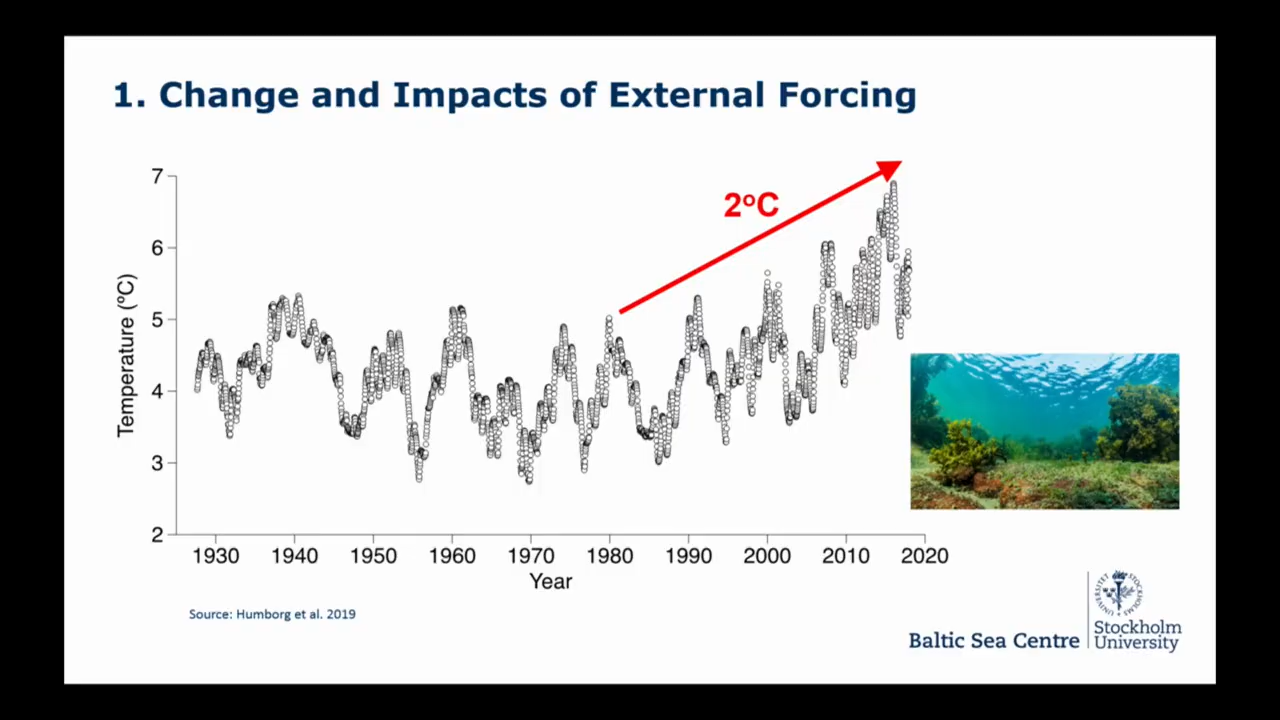 1. Change and Impacts of External Forcing
7
6
5
4
3
2
Temperature (ºC)
2ºC
1930 1940 1950 1960 1970 1980 1990 2000 2010 2020
Year
Source: Humborg et al. 2019
Baltic Sea Centre
Stockholm
University